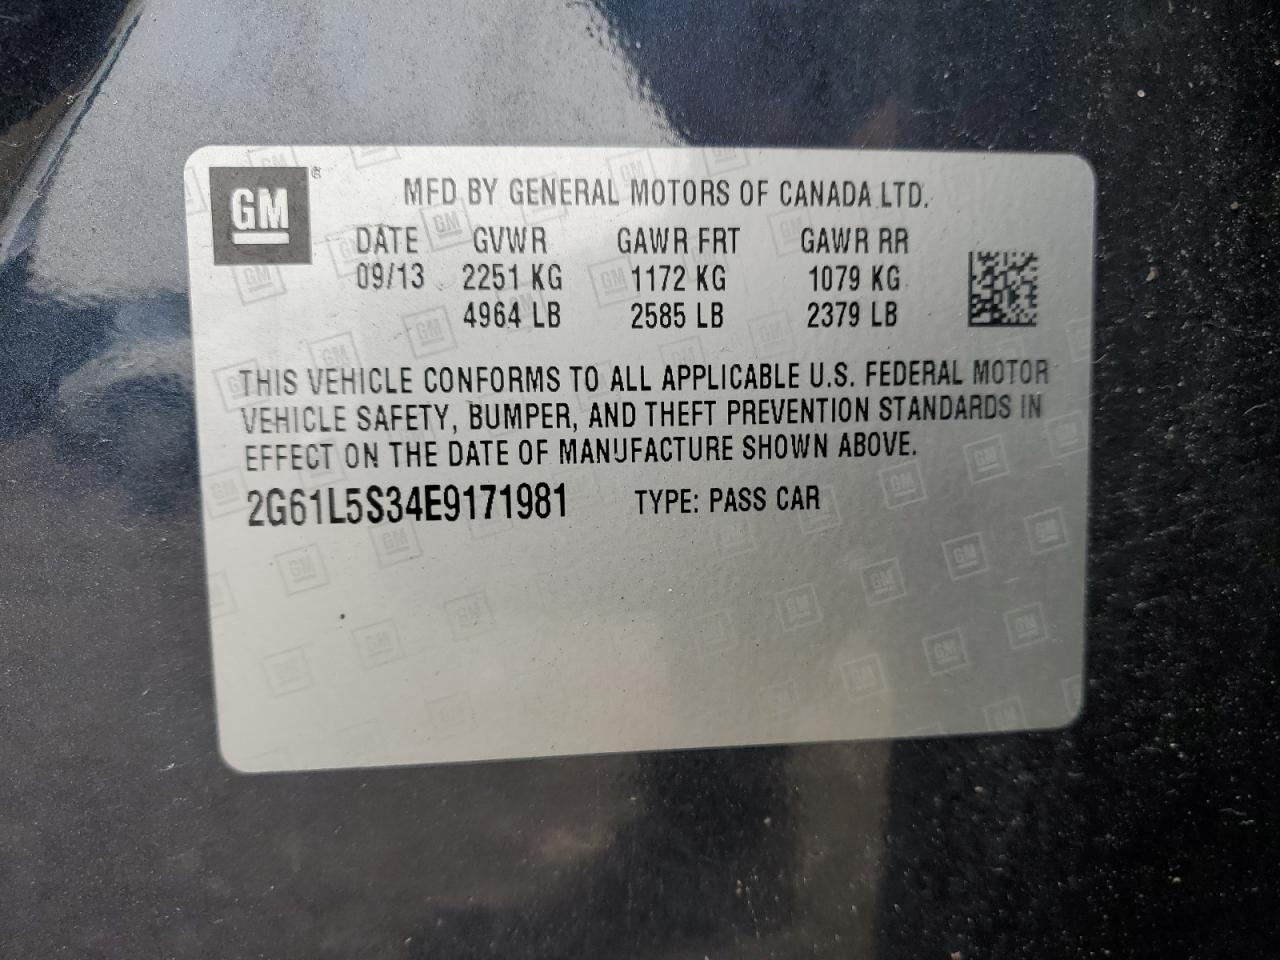 GM
MFD BY GENERAL MOTORS OF CANADA LTD.
DATE GVWR GAWR FRT GAWR RR
09/13 2251 KG 1172 KG 1079 KG
4964 LB 2585 LB 2379 LB
THIS VEHICLE CONFORMS TO ALL APPLICABLE U.S. FEDERAL MOTOR
VEHICLE SAFETY, BUMPER, AND THEFT PREVENTION STANDARDS IN
EFFECT ON THE DATE OF MANUFACTURE SHOWN ABOVE.
2G61L5S34E9171981 TYPE: PASS CAR